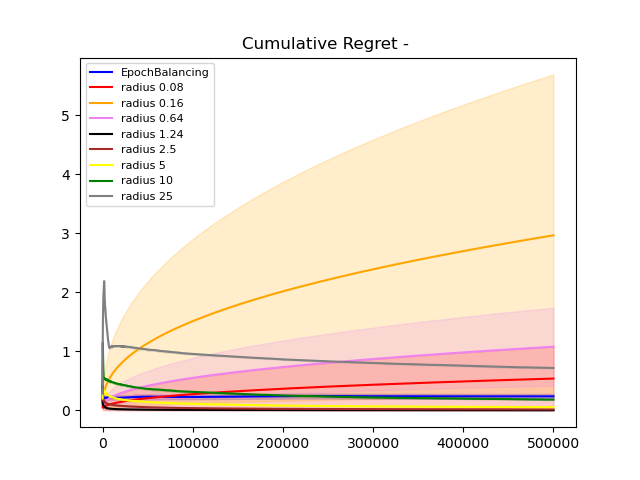 Cumulative Regret -
EpochBalancing
radius 0.08
radius 0.16
radius 0.64
radius 1.24
radius 2.5
radius 5
radius 10
radius 25
5
4
3
2
1
0
0 100000 200000 300000 400000 500000